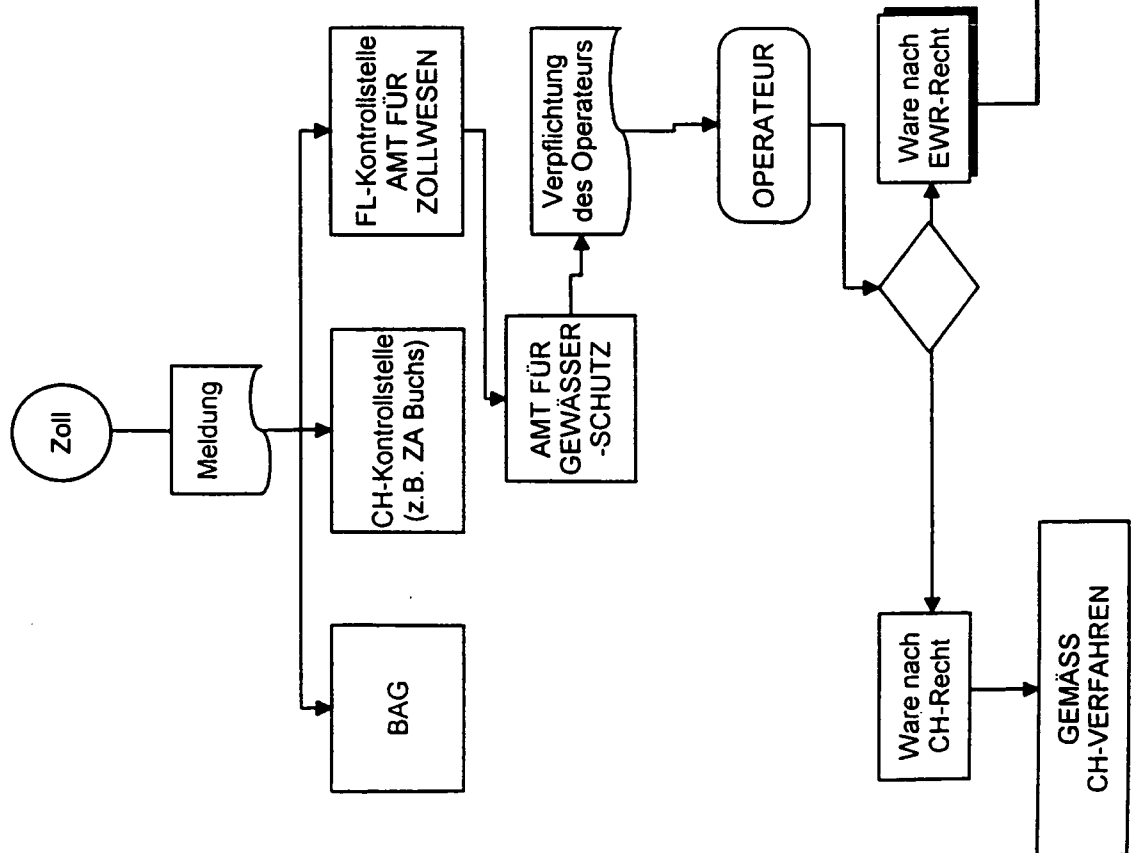 Zoll
Meldung
BAG
CH-Kontrollstelle
(z.B. ZA Buchs)
FL-Kontrollstelle
AMT FÜR
ZOLLWESEN
AMT FÜR
GEWÄSSER
-SCHUTZ
Verpflichtung
des Operateurs
OPERATEUR
Ware nach
CH-Recht
Ware nach
EWR-Recht
GEMÄSS
CH-VERFAHREN